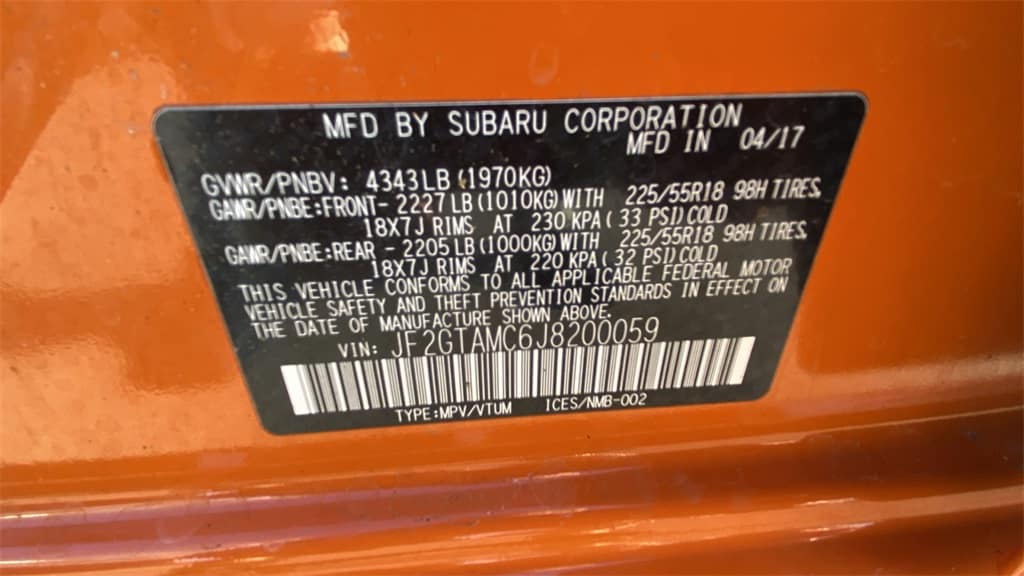 MFD BY SUBARU CORPORATION
MFD IN 04/17
GVWR/PNBV: 4343LB (1970KG)
GAWR/PNBE:FRONT- 2227LB(1010KG)WITH 225/55R18 98H TIRES,
18X7J RIMS AT 230 KPA( 33 PSI)COLD
GAWR/PNBE:REAR - 2205LB(1000KG)WITH 225/55R18 98H TIRES,
18X7J RIMS AT 220 KPA( 32 PSI)COLD
THIS VEHICLE CONFORMS TO ALL APPLICABLE FEDERAL MOTOR
VEHICLE SAFETY AND THEFT PREVENTION STANDARDS IN EFFECT ON
THE DATE OF MANUFACTURE SHOWN ABOVE.
VIN: JF2GTAMC6J8200059
TYPE:MPV/VTUM ICES/NMB-002